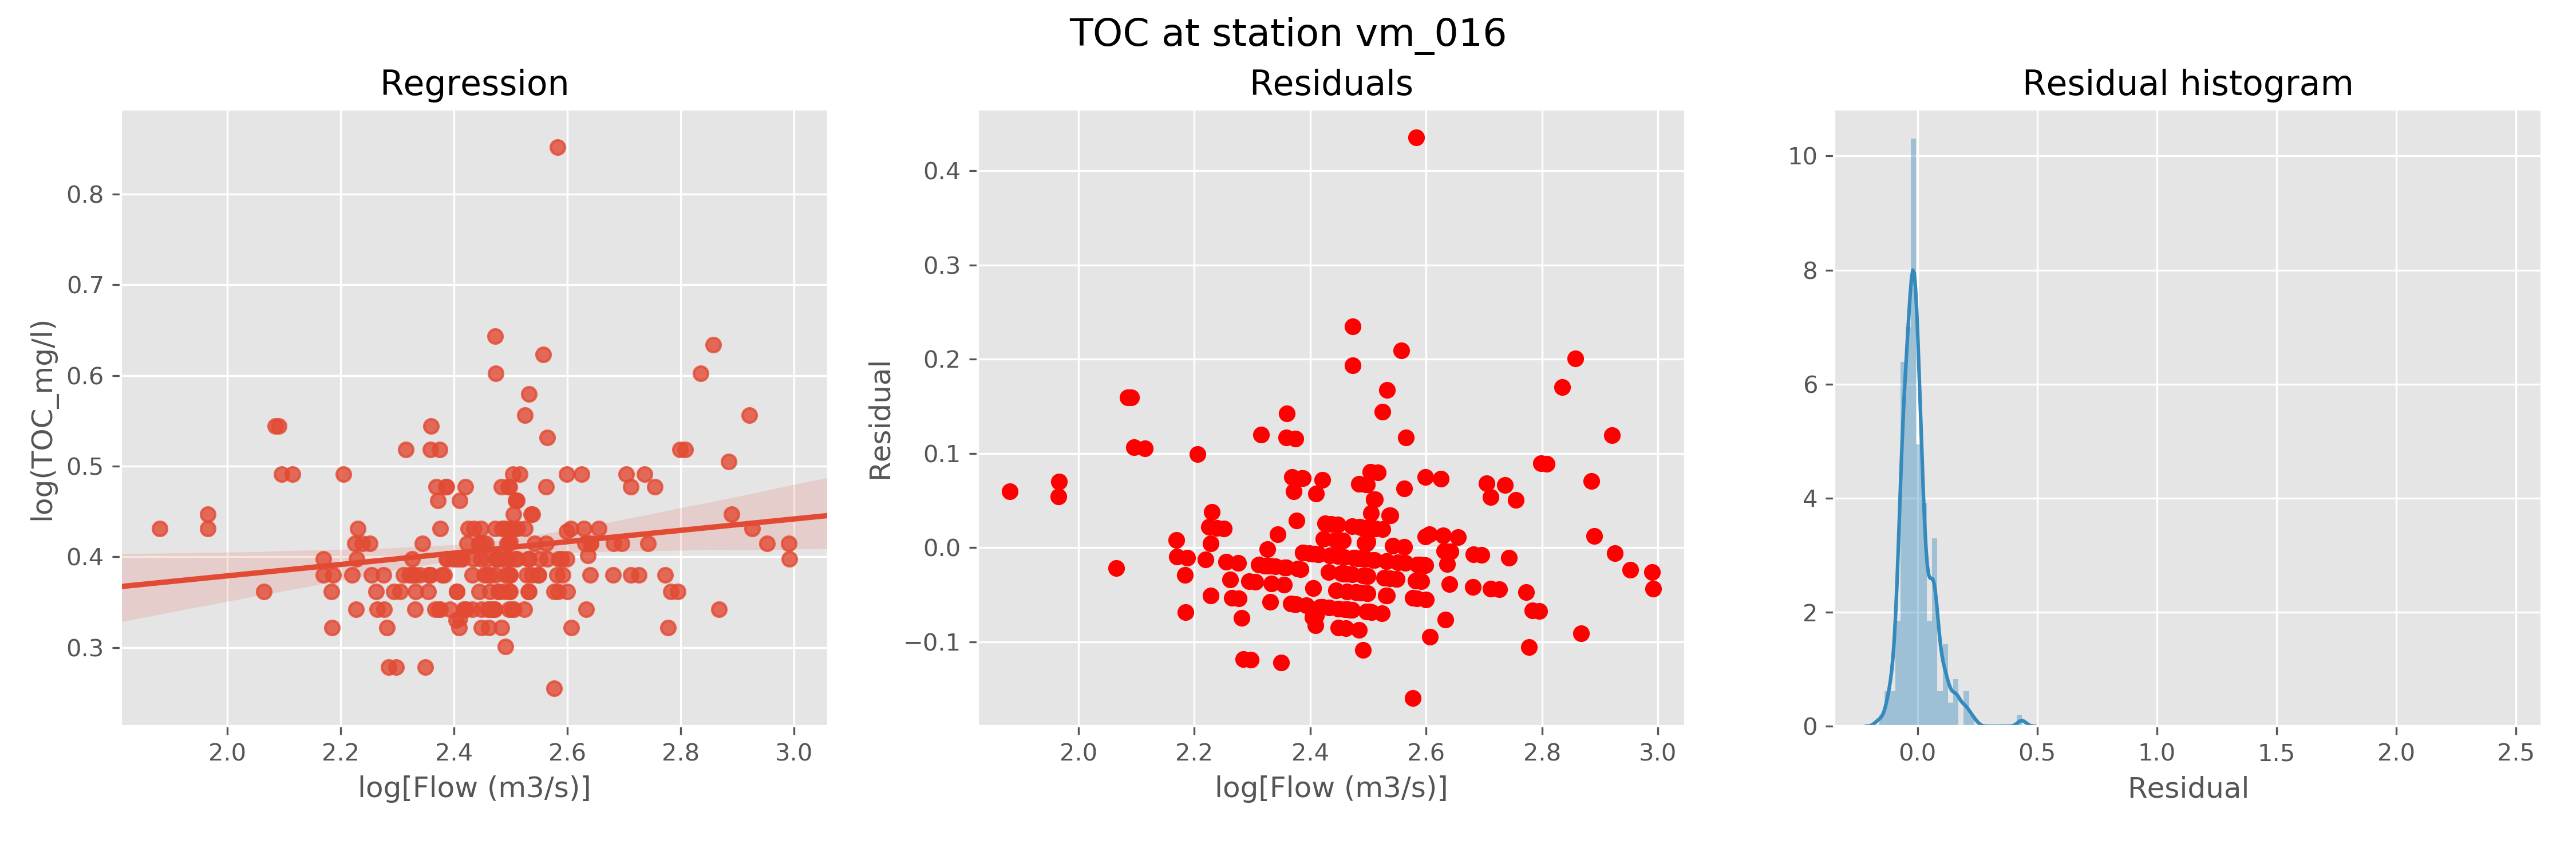 TOC at station vm_016
Regression
0.8
0.7
0.6
0.5
0.4
0.3
log(TOC_mg/l)
2.0 2.2 2.4 2.6 2.8 3.0
log[Flow (m3/s)]
Residuals
0.4
0.3
0.2
0.1
0.0
−0.1
Residual
2.0 2.2 2.4 2.6 2.8 3.0
log[Flow (m3/s)]
Residual histogram
10
8
6
4
2
0
0.0 0.5 1.0 1.5 2.0 2.5
Residual